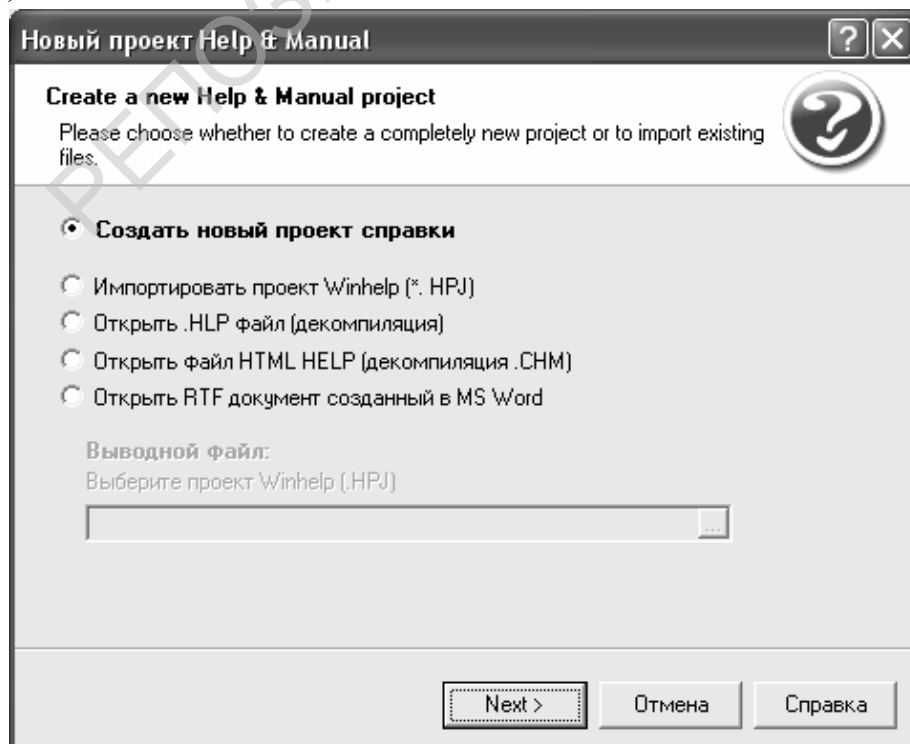 Новый проект Help & Manual
Create a new Help & Manual project
Please choose whether to create a completely new project or to import existing
files.
Создать новый проект справки
Импортировать проект Winhelp (*. HPJ)
Открыть .HLP файл (декомпиляция)
Открыть файл HTML HELP (декомпиляция .CHM)
Открыть RTF документ созданный в MS Word
Выводной файл:
Выберите проект Winhelp (.HPJ)
...
Next >
Отмена
Справка